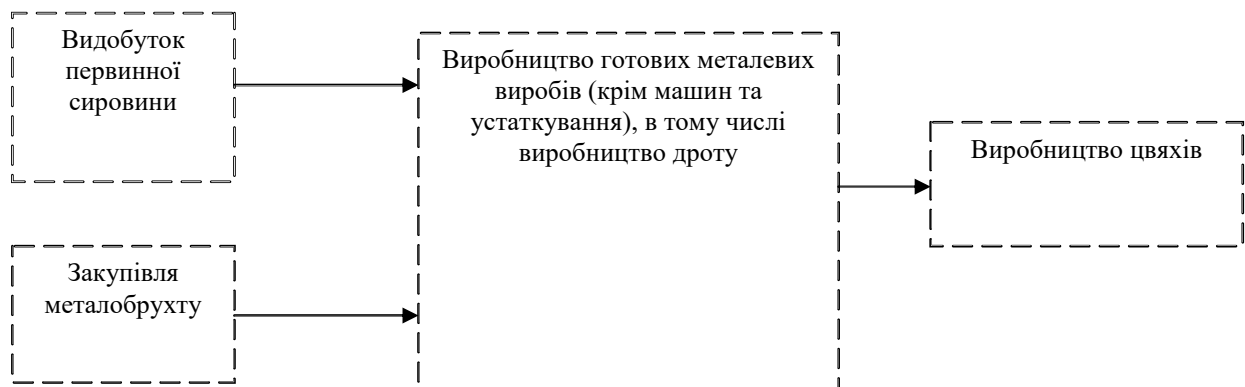 Видобуток
первинної
сировини
Закупівля
металобрухту
Виробництво готових металевих
виробів (крім машин та
устаткування), в тому числі
виробництво дроту
Виробництво цвяхів